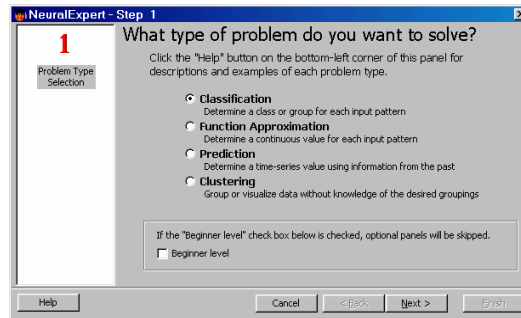 NeuralExpert - Step 1
1
Problem Type
Selection
What type of problem do you want to solve?
Click the "Help" button on the bottom-left corner of this panel for
descriptions and examples of each problem type.
Classification
Determine a class or group for each input pattern
Function Approximation
Determine a continuous value for each input pattern
Prediction
Determine a time-series value using information from the past
Clustering
Group or visualize data without knowledge of the desired groupings
If the "Beginner level" check box below is checked, optional panels will be skipped.
Beginner level
Help Cancel < Back Next > Finish